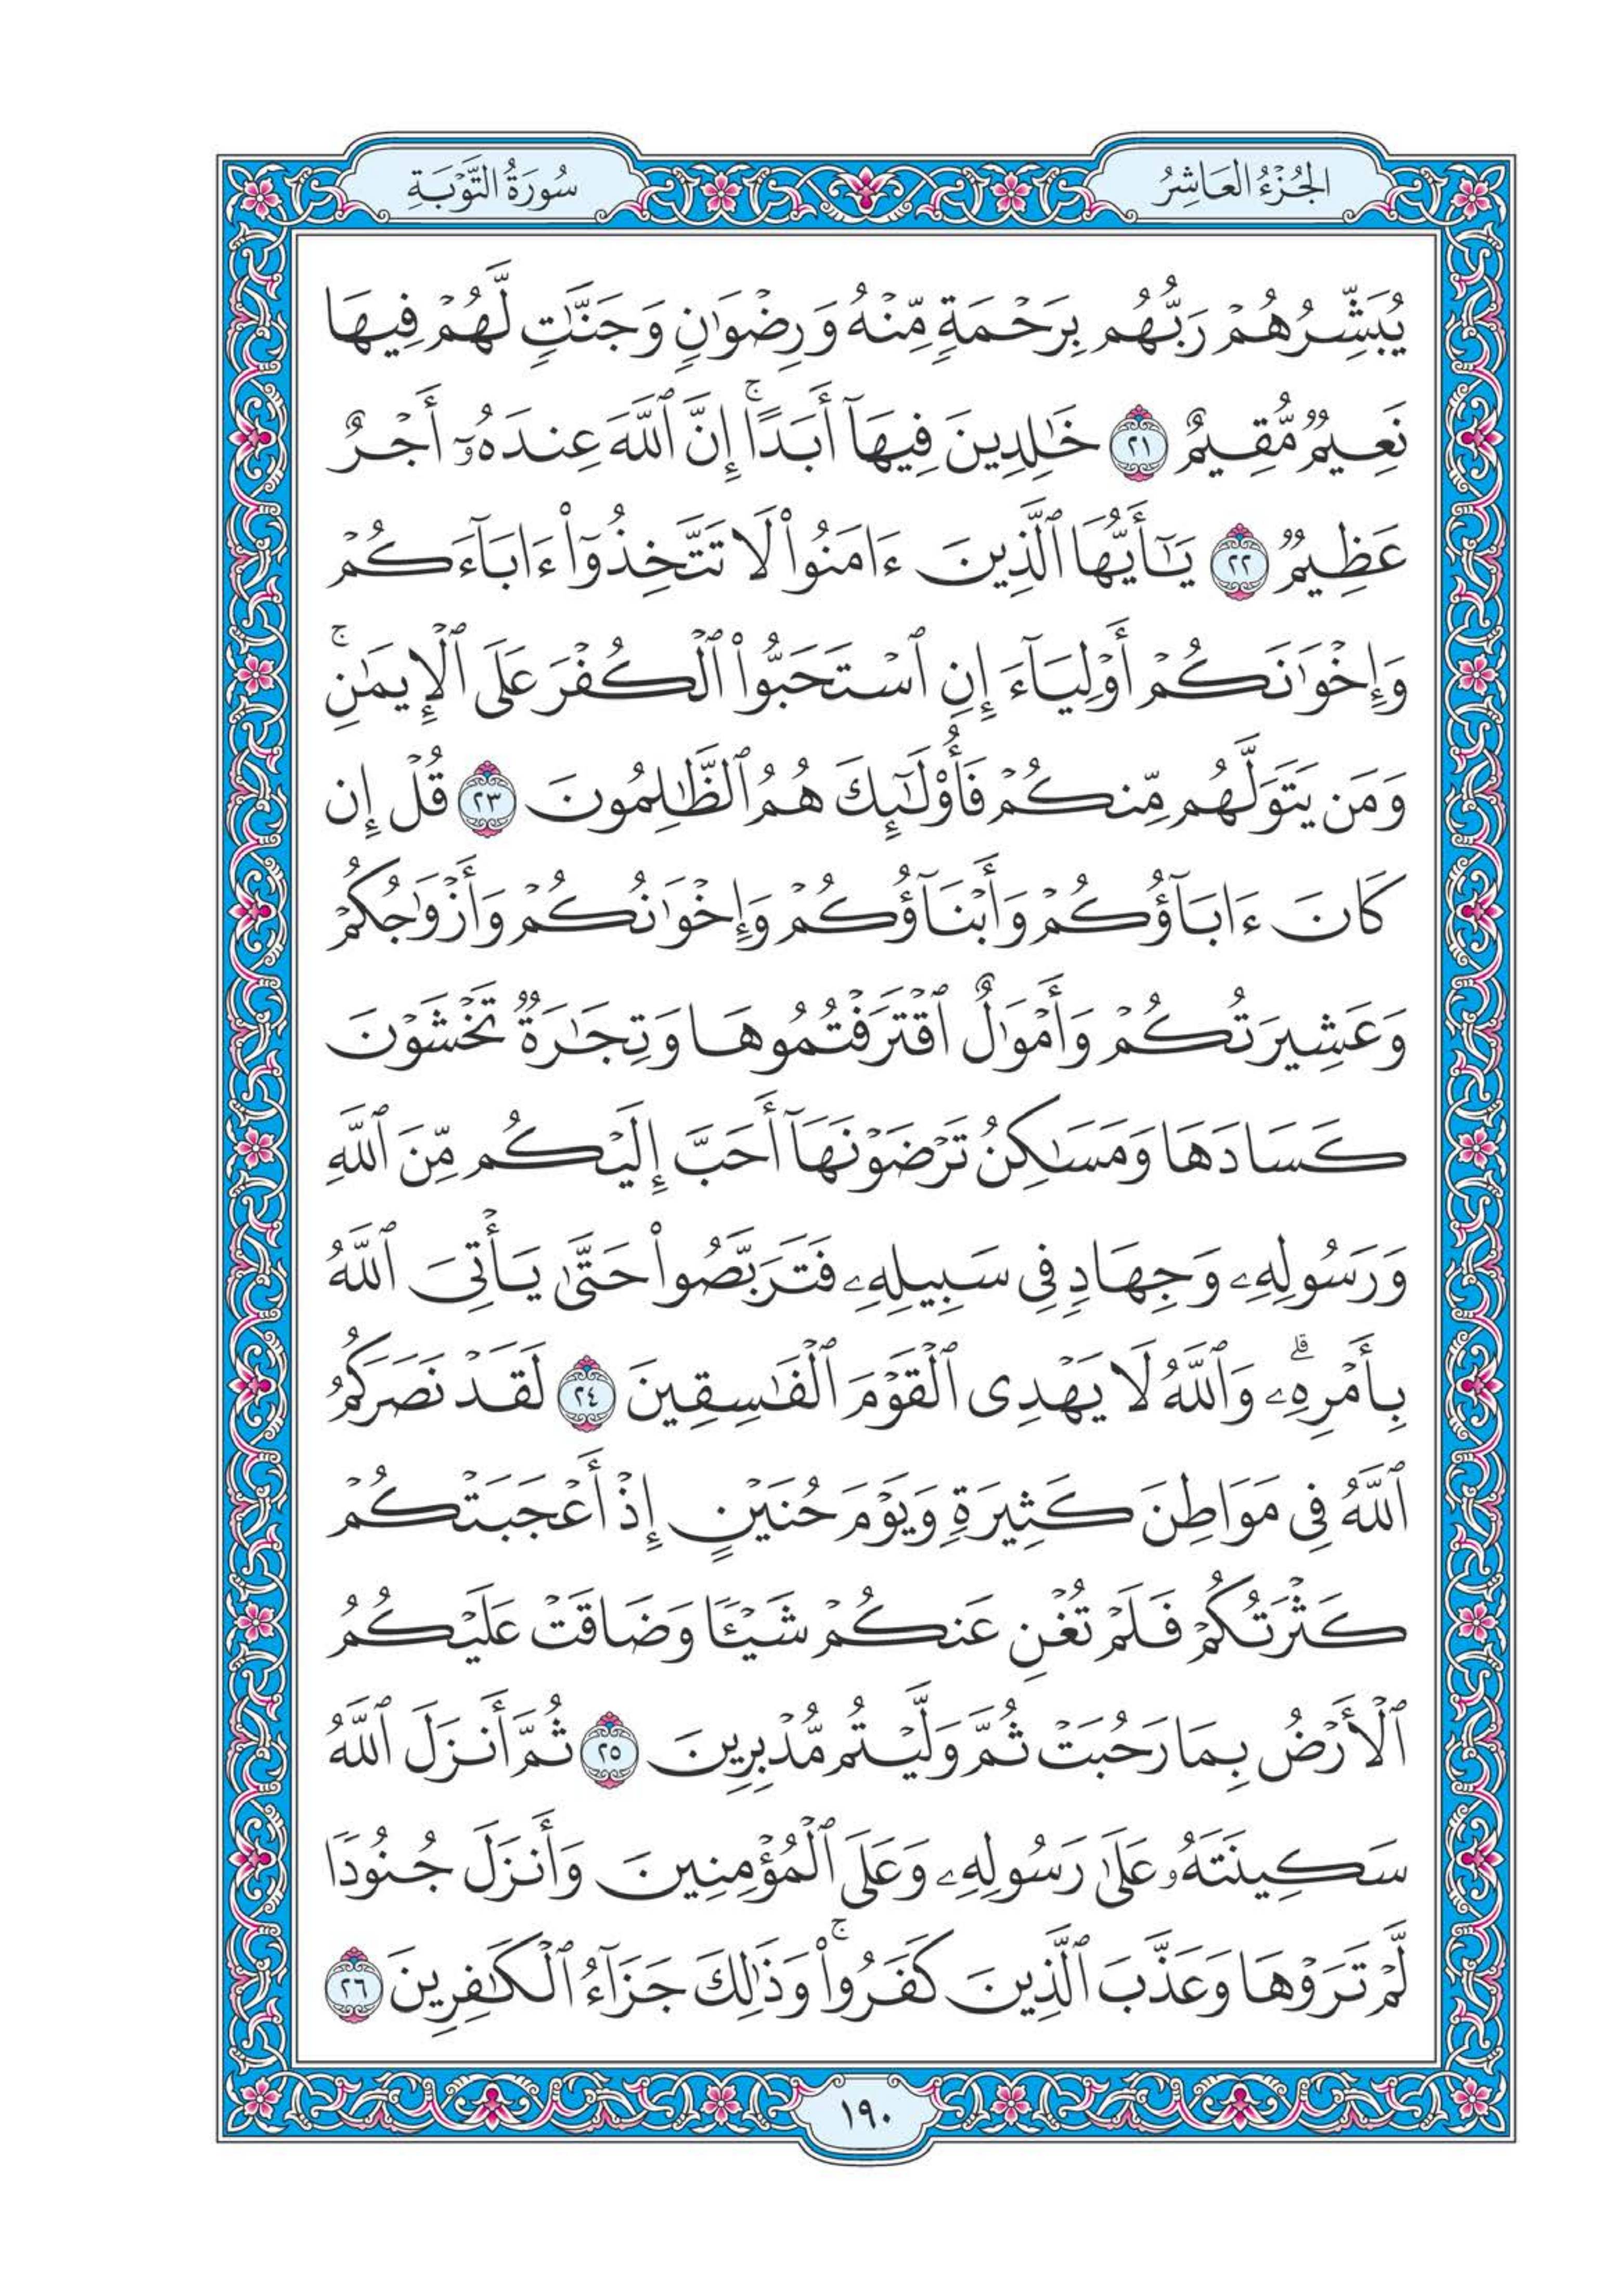 الجُزْءُ العَاشِرُ
سُورَةُ التَّوْبَةِ
يُبَشِّرُهُمْ رَبُّهُم بِرَحْمَةٍ مِّنْهُ وَرِضْوَٰنٍ وَجَنَّٰتٍ لَّهُمْ فِيهَا
نَعِيمٌ مُّقِيمٌ ٢١ خَٰلِدِينَ فِيهَآ أَبَدًا ۚ إِنَّ ٱللَّهَ عِندَهُۥٓ أَجْرٌ
عَظِيمٌ ٢٢ يَٰٓأَيُّهَا ٱلَّذِينَ ءَامَنُوا۟ لَا تَتَّخِذُوٓا۟ ءَابَآءَكُمْ
وَإِخْوَٰنَكُمْ أَوْلِيَآءَ إِنِ ٱسْتَحَبُّوا۟ ٱلْكُفْرَ عَلَى ٱلْإِيمَٰنِ ۚ
وَمَن يَتَوَلَّهُم مِّنكُمْ فَأُو۟لَٰٓئِكَ هُمُ ٱلظَّٰلِمُونَ ٢٣ قُلْ إِن
كَانَ ءَابَآؤُكُمْ وَأَبْنَآؤُكُمْ وَإِخْوَٰنُكُمْ وَأَزْوَٰجُكُمْ
وَعَشِيرَتُكُمْ وَأَمْوَٰلٌ ٱقْتَرَفْتُمُوهَا وَتِجَٰرَةٌ تَخْشَوْنَ
كَسَادَهَا وَمَسَٰكِنُ تَرْضَوْنَهَآ أَحَبَّ إِلَيْكُم مِّنَ ٱللَّهِ
وَرَسُولِهِۦ وَجِهَادٍ فِى سَبِيلِهِۦ فَتَرَبَّصُوا۟ حَتَّىٰ يَأْتِىَ ٱللَّهُ
بِأَمْرِهِۦ ۗ وَٱللَّهُ لَا يَهْدِى ٱلْقَوْمَ ٱلْفَٰسِقِينَ ٢٤ لَقَدْ نَصَرَكُمُ
ٱللَّهُ فِى مَوَاطِنَ كَثِيرَةٍ وَيَوْمَ حُنَيْنٍ إِذْ أَعْجَبَتْكُمْ
كَثْرَتُكُمْ فَلَمْ تُغْنِ عَنكُمْ شَيْـًٔا وَضَاقَتْ عَلَيْكُمُ
ٱلْأَرْضُ بِمَا رَحُبَتْ ثُمَّ وَلَّيْتُم مُّدْبِرِينَ ٢٥ ثُمَّ أَنزَلَ ٱللَّهُ
سَكِينَتَهُۥ عَلَىٰ رَسُولِهِۦ وَعَلَى ٱلْمُؤْمِنِينَ وَأَنزَلَ جُنُودًا
لَّمْ تَرَوْهَا وَعَذَّبَ ٱلَّذِينَ كَفَرُوا۟ ۚ وَذَٰلِكَ جَزَآءُ ٱلْكَٰفِرِينَ ٢٦
١٩٠